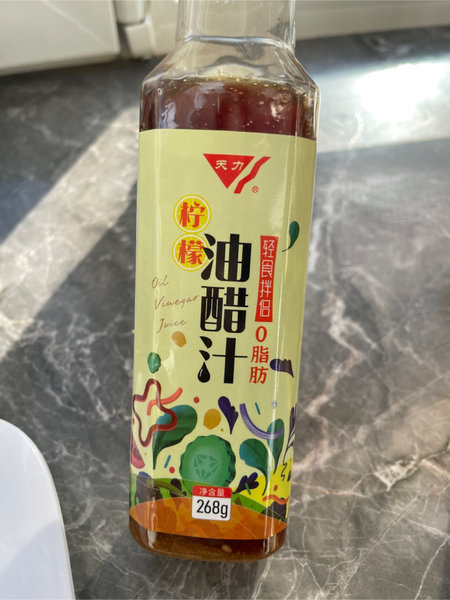 天力
®
柠檬
油醋汁
Oil
Vinegar
Juice
轻食拌侣
0脂肪
净含量
268g